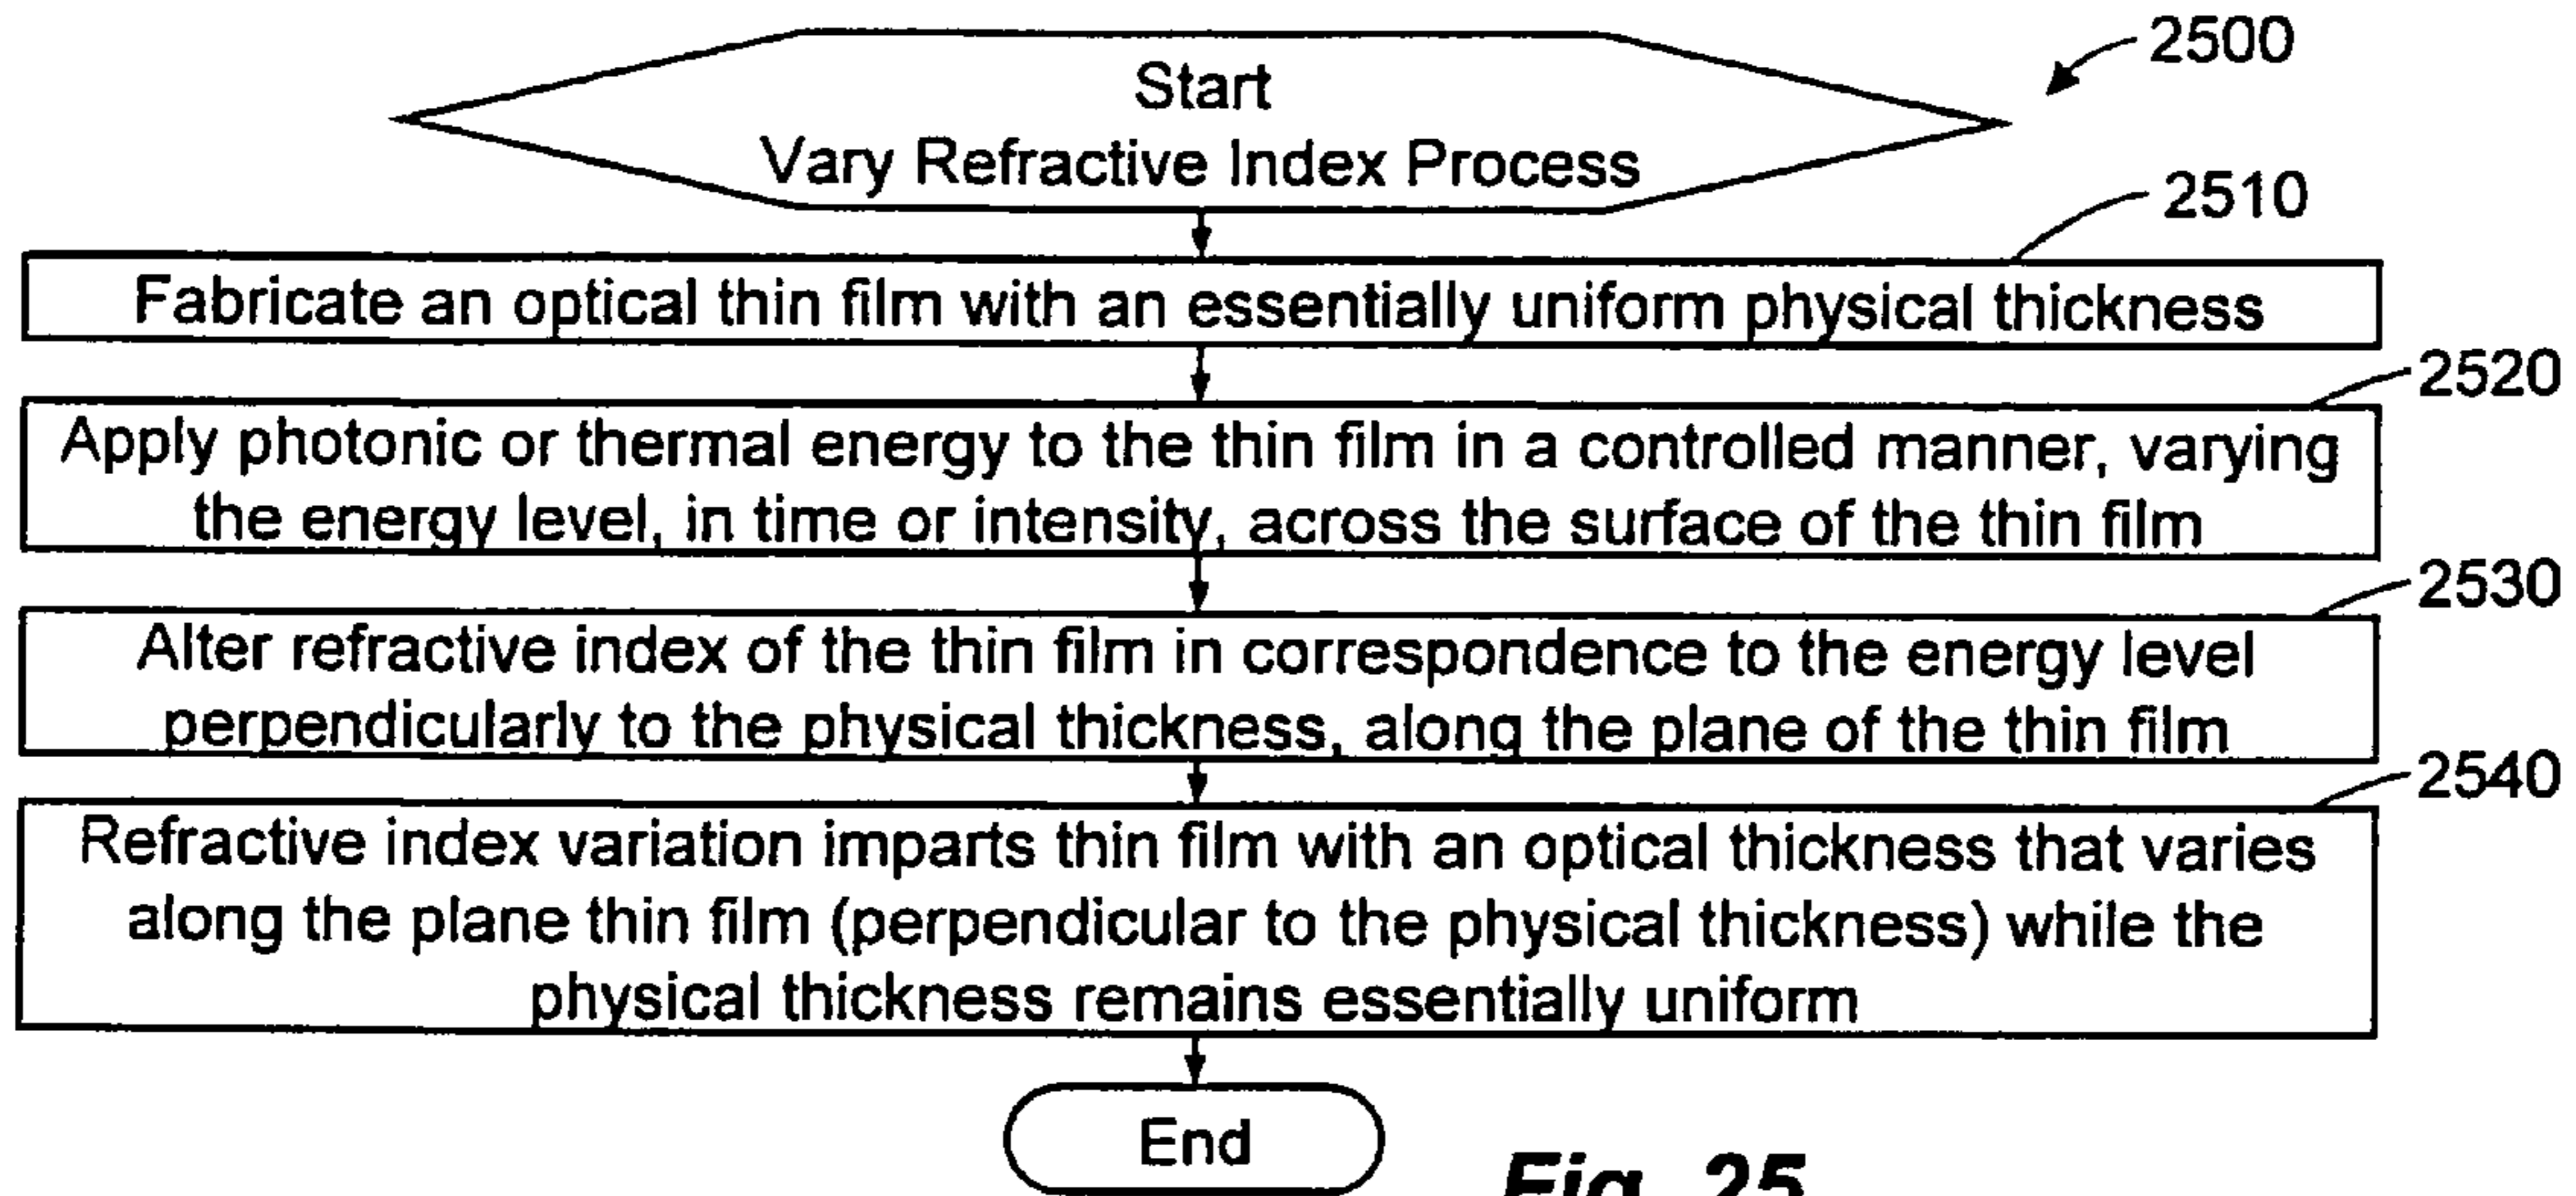 Start
Vary Refractive Index Process
2500
2510
Fabricate an optical thin film with an essentially uniform physical thickness
2520
Apply photonic or thermal energy to the thin film in a controlled manner, varying
the energy level, in time or intensity, across the surface of the thin film
2530
Alter refractive index of the thin film in correspondence to the energy level
perpendicularly to the physical thickness, along the plane of the thin film
2540
Refractive index variation imparts thin film with an optical thickness that varies
along the plane thin film (perpendicular to the physical thickness) while the
physical thickness remains essentially uniform
End
Fig. 25